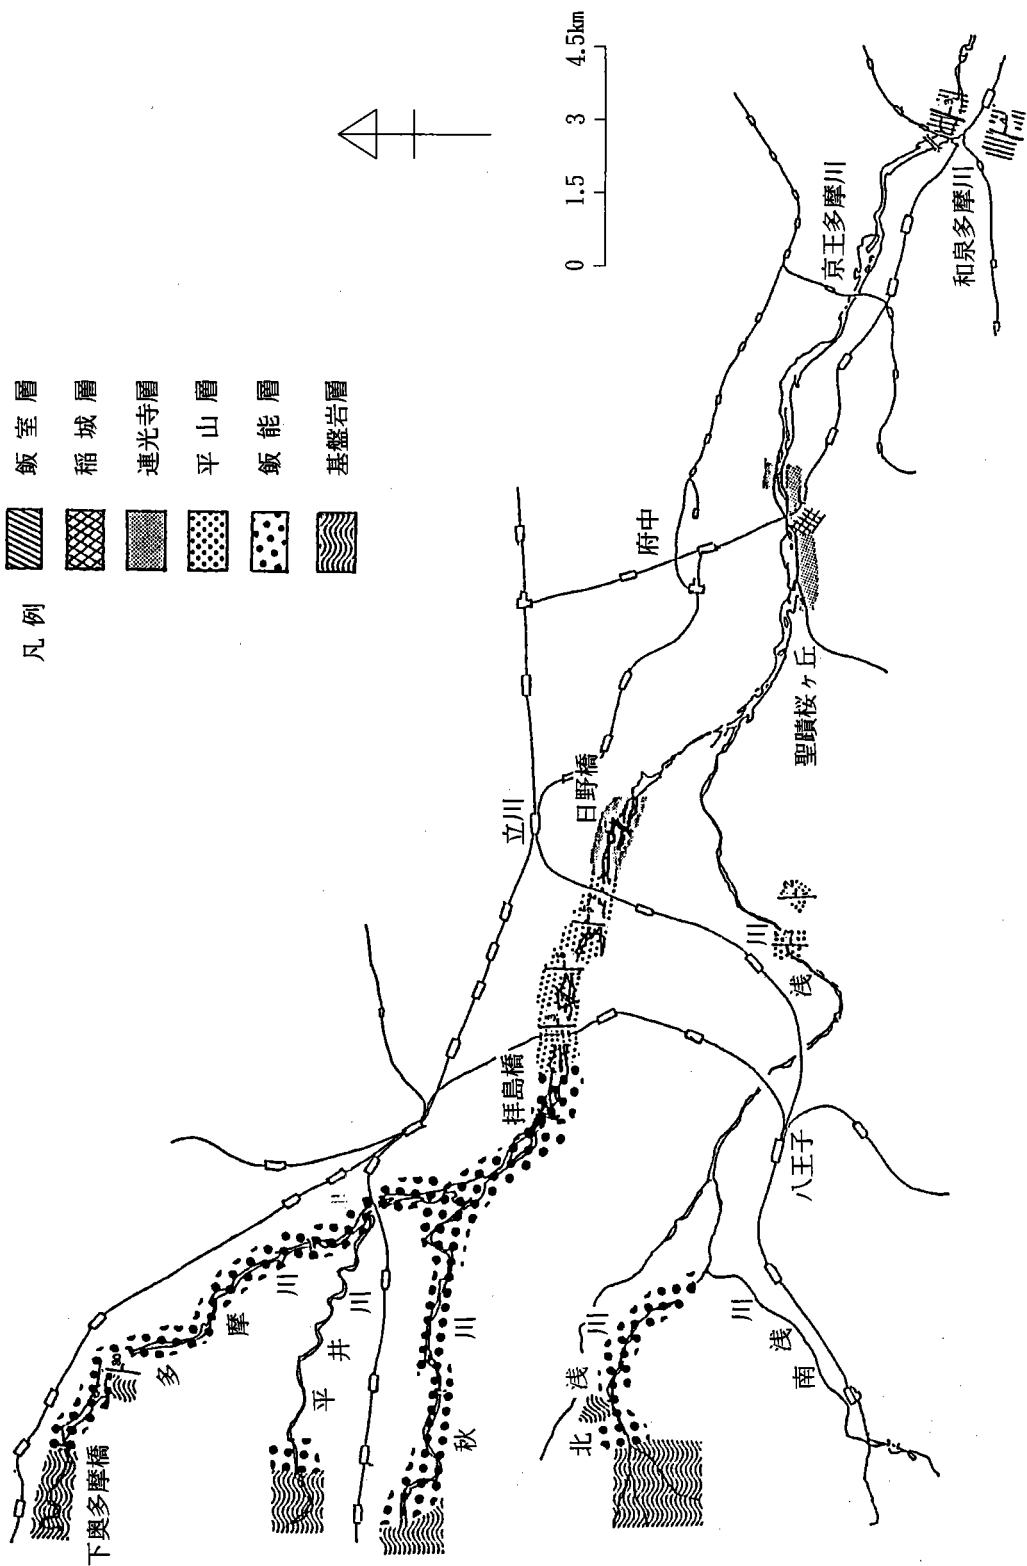 凡例
飯室層
稲城層
連光寺層
平山層
飯能層
基盤岩層
0 1.5 3 4.5km
下奥多摩橋
多摩川
平井川
秋川
北浅川
南浅川
浅川
八王子
拝島橋
立川
日野橋
府中
聖蹟桜ヶ丘
京王多摩川
和泉多摩川
30